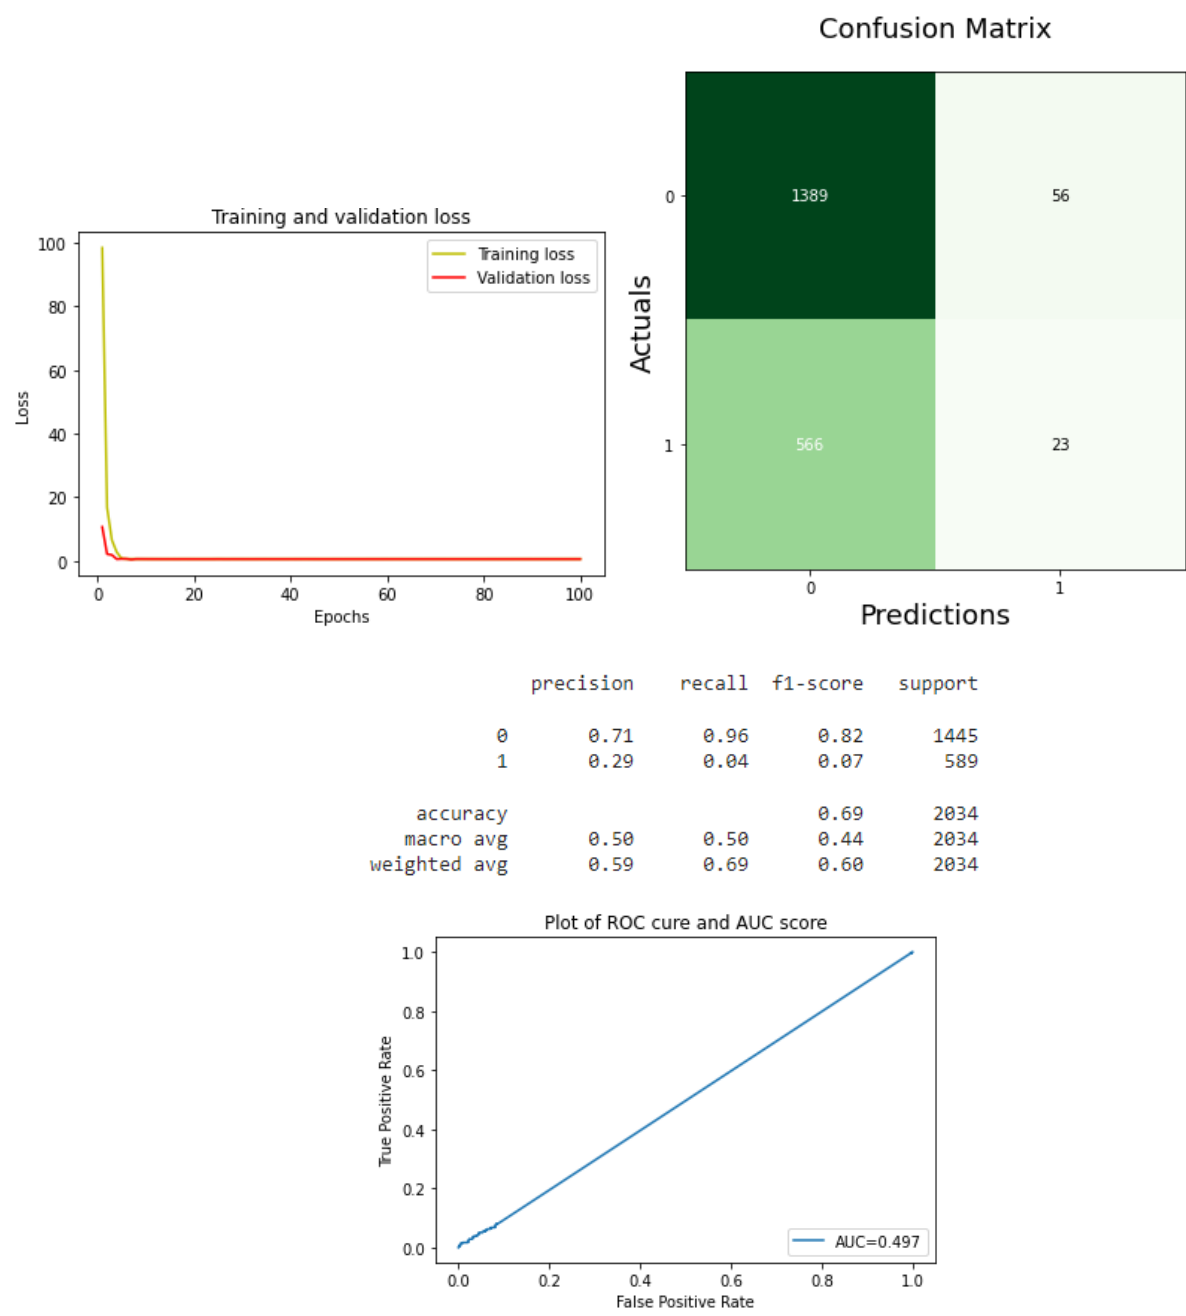 Confusion Matrix
0
1389
56
Actuals
1
566
23
0
1
Predictions
Training and validation loss
100
80
60
40
20
0
Loss
Training loss
Validation loss
0
20
40
60
80
100
Epochs
precision recall f1-score support
0 0.71 0.96 0.82 1445
1 0.29 0.04 0.07 589
accuracy 0.69 2034
macro avg 0.50 0.50 0.44 2034
weighted avg 0.59 0.69 0.60 2034
Plot of ROC cure and AUC score
1.0
0.8
0.6
0.4
0.2
0.0
True Positive Rate
AUC=0.497
0.0
0.2
0.4
0.6
0.8
1.0
False Positive Rate